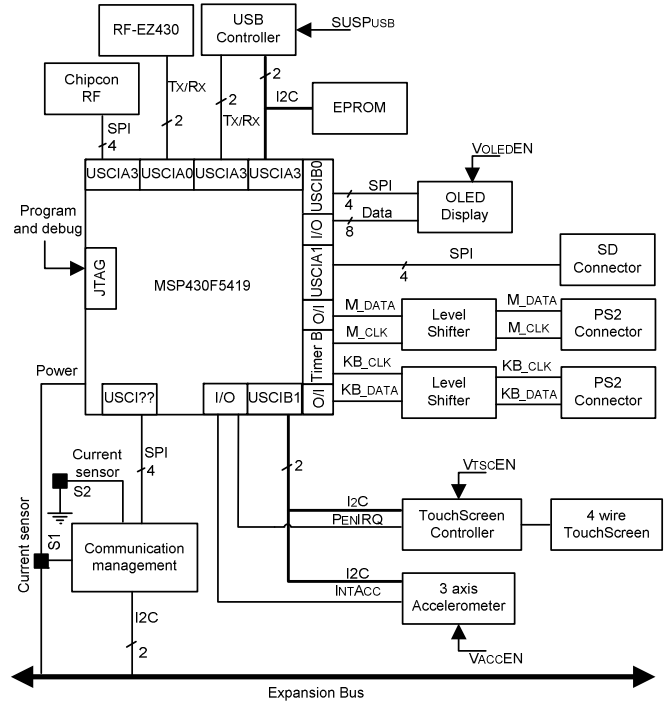 RF-EZ430
USB
Controller
SUSPUSB
Chipcon
RF
TX/RX
2
I2C
EPROM
2
TX/RX
SPI
4
2
VOLEDEN
USCIA3
USCIA0
USCIA3
USCIA3
USCIB0
SPI
4
OLED
Display
Data
8
I/O
Program
and debug
JTAG
MSP430F5419
USCIA1
SPI
4
SD
Connector
O/I
M_DATA
M_CLK
Level
Shifter
M_DATA
M_CLK
PS2
Connector
Timer B
KB_CLK
KB_DATA
Level
Shifter
KB_CLK
KB_DATA
PS2
Connector
O/I
Power
USCI??
I/O
USCIB1
SPI
4
2
Current
sensor
S2
VTSCEN
I2C
PENIRQ
TouchScreen
Controller
4 wire
TouchScreen
Current sensor
S1
Communication
management
I2C
INTACC
3 axis
Accelerometer
I2C
2
VACCEN
Expansion Bus